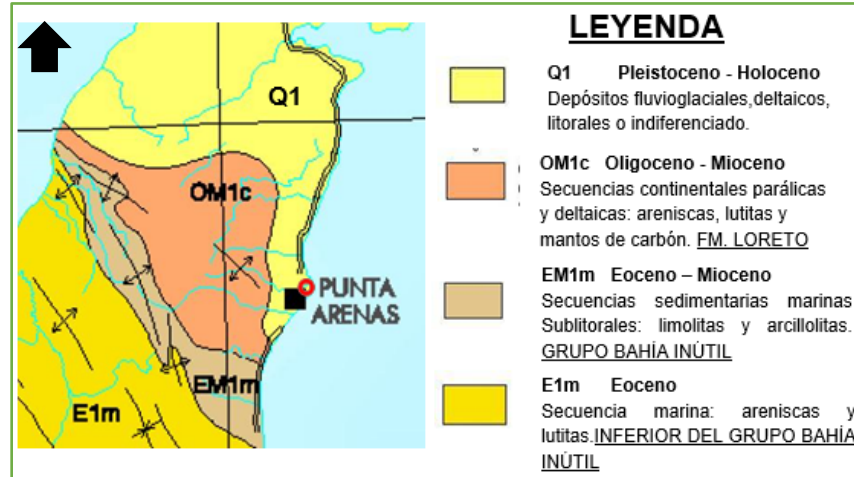 Q1
OM1c
PUNTA
ARENAS
EM1m
E1m
LEYENDA
Q1 Pleistoceno - Holoceno
Depósitos fluvioglaciales,deltaicos,
litorales o indiferenciado.
OM1c Oligoceno - Mioceno
Secuencias continentales parálicas
y deltaicas: areniscas, lutitas y
mantos de carbón. FM. LORETO
EM1m Eoceno – Mioceno
Secuencias sedimentarias marinas
Sublitorales: limolitas y arcillolitas.
GRUPO BAHÍA INÚTIL
E1m Eoceno
Secuencia marina: areniscas y
lutitas.INFERIOR DEL GRUPO BAHÍA
INÚTIL